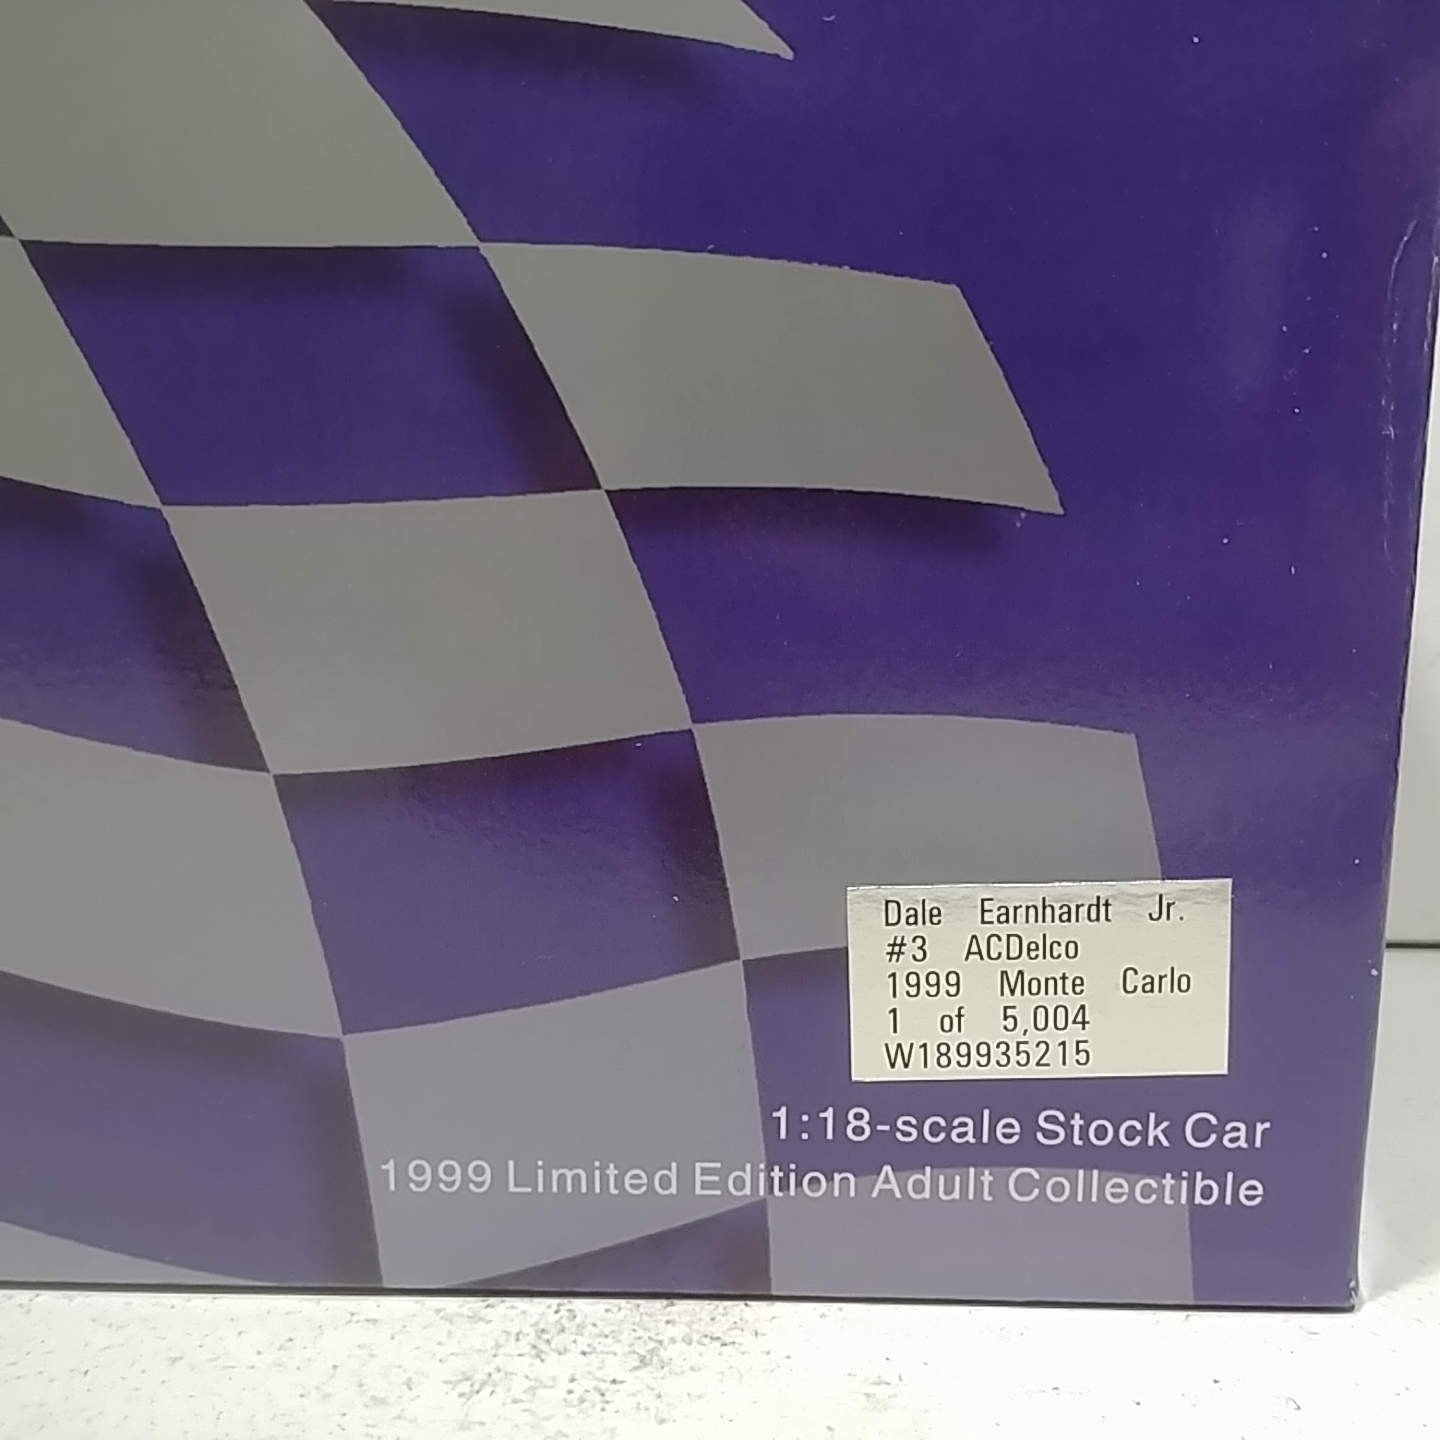 Dale Earnhardt Jr.
#3 ACDelco
1999 Monte Carlo
1 of 5,004
W189935215
1:18-scale Stock Car
1999 Limited Edition Adult Collectible